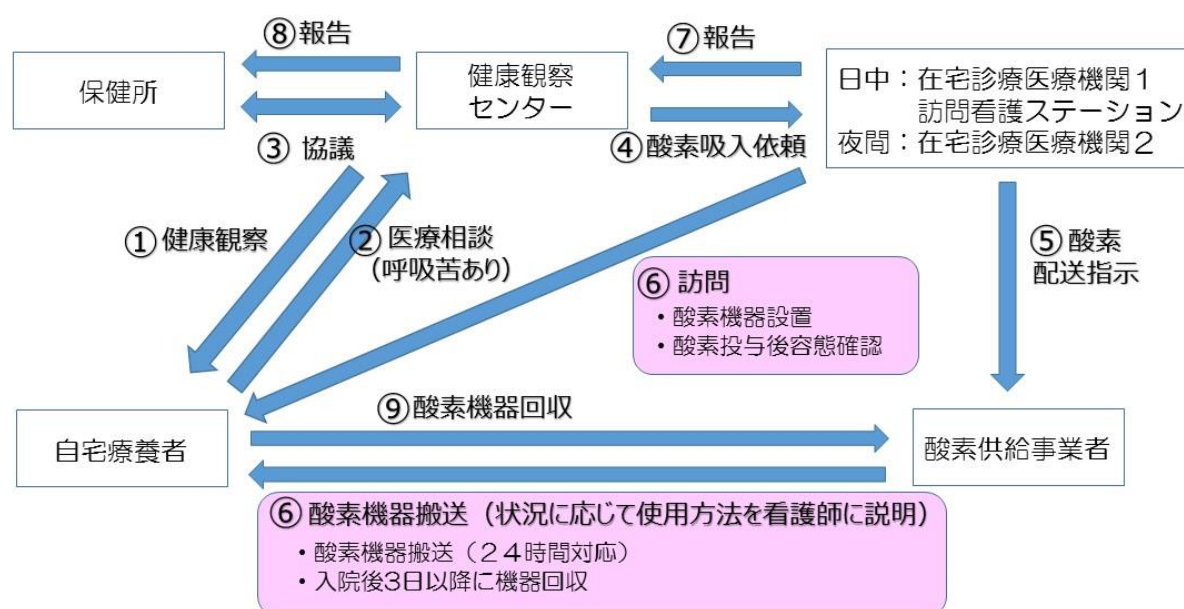 ⑧報告
⑦報告
保健所
健康観察
センター
日中：在宅診療医療機関１
訪問看護ステーション
夜間：在宅診療医療機関２
③ 協議
④酸素吸入依頼
①健康観察
②医療相談
（呼吸苦あり）
⑤酸素
配送指示
⑥ 訪問
・酸素機器設置
・酸素投与後容態確認
⑨酸素機器回収
自宅療養者
酸素供給事業者
⑥ 酸素機器搬送（状況に応じて使用方法を看護師に説明）
・酸素機器搬送（２４時間対応）
・入院後3日以降に機器回収